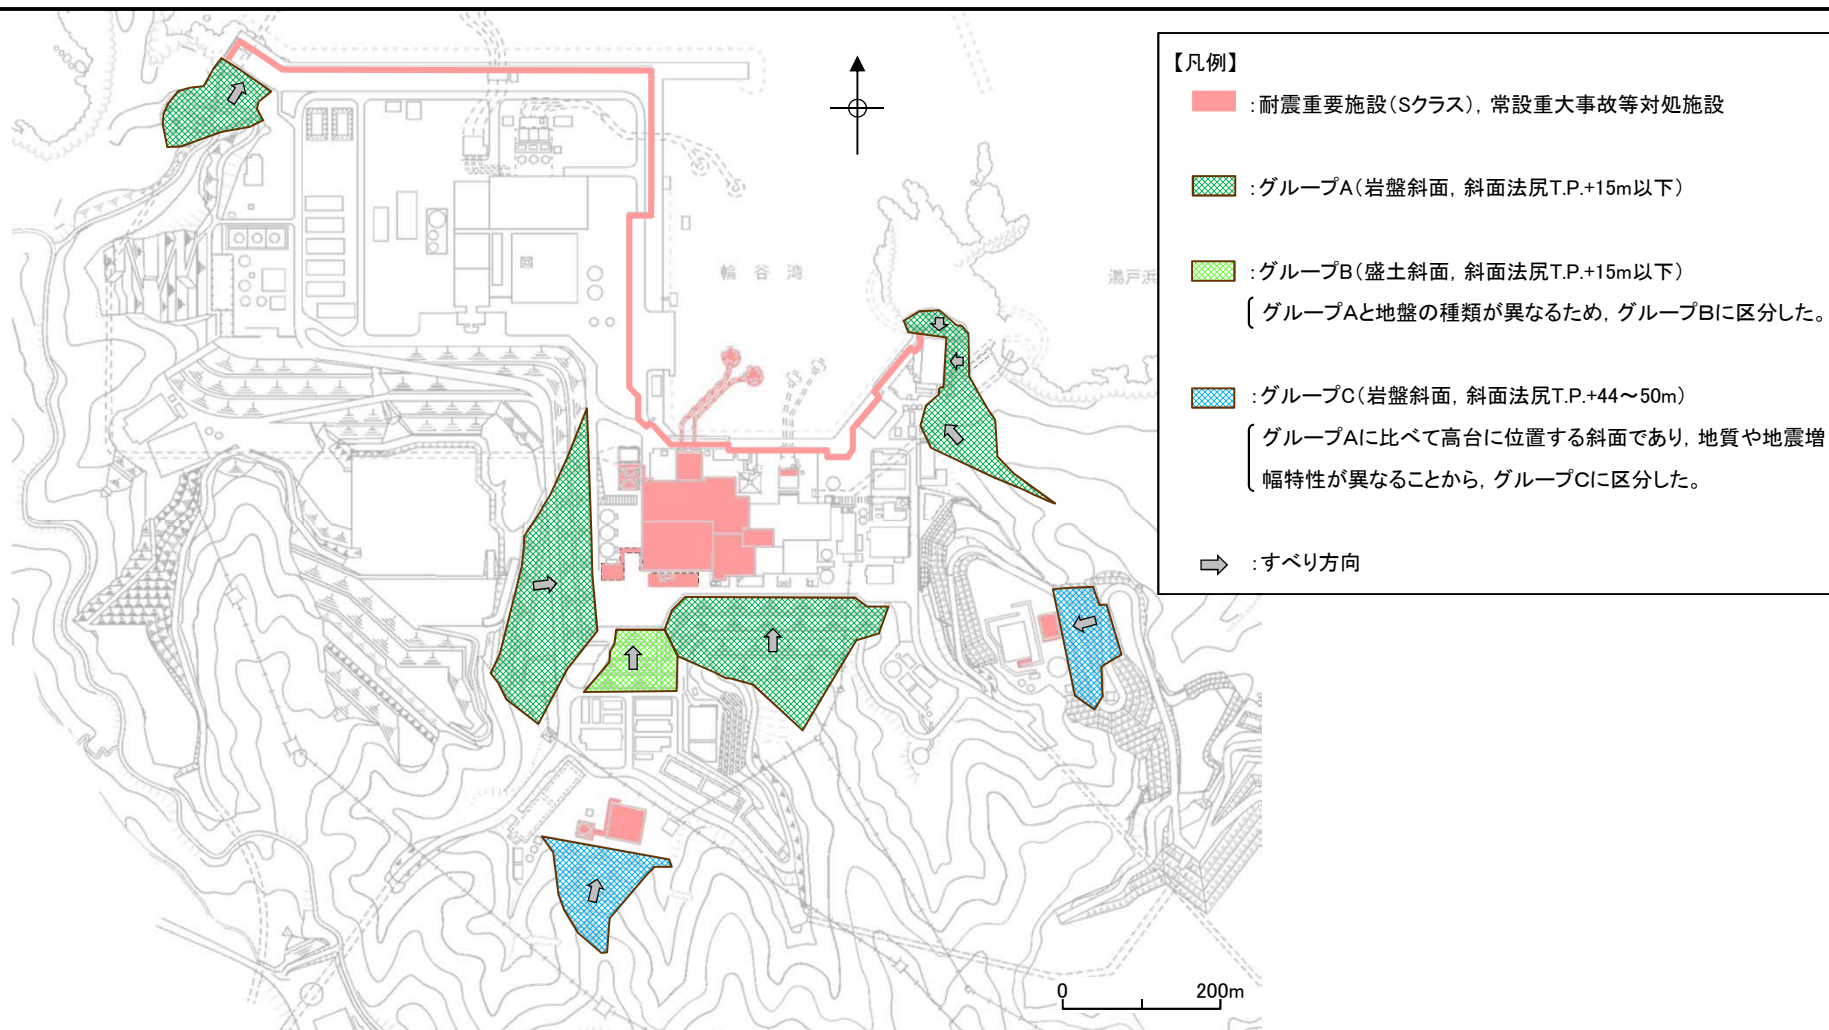 【凡例】
:耐震重要施設(Sクラス), 常設重大事故等対処施設
:グループA(岩盤斜面, 斜面法尻T.P.+15m以下)
:グループB(盛土斜面, 斜面法尻T.P.+15m以下)
グループAと地盤の種類が異なるため, グループBに区分した。
:グループC(岩盤斜面, 斜面法尻T.P.+44～50m)
グループAに比べて高台に位置する斜面であり, 地質や地震増
幅特性が異なることから, グループCに区分した。
:すべり方向
輪谷湾
湯戸浜
0 200m